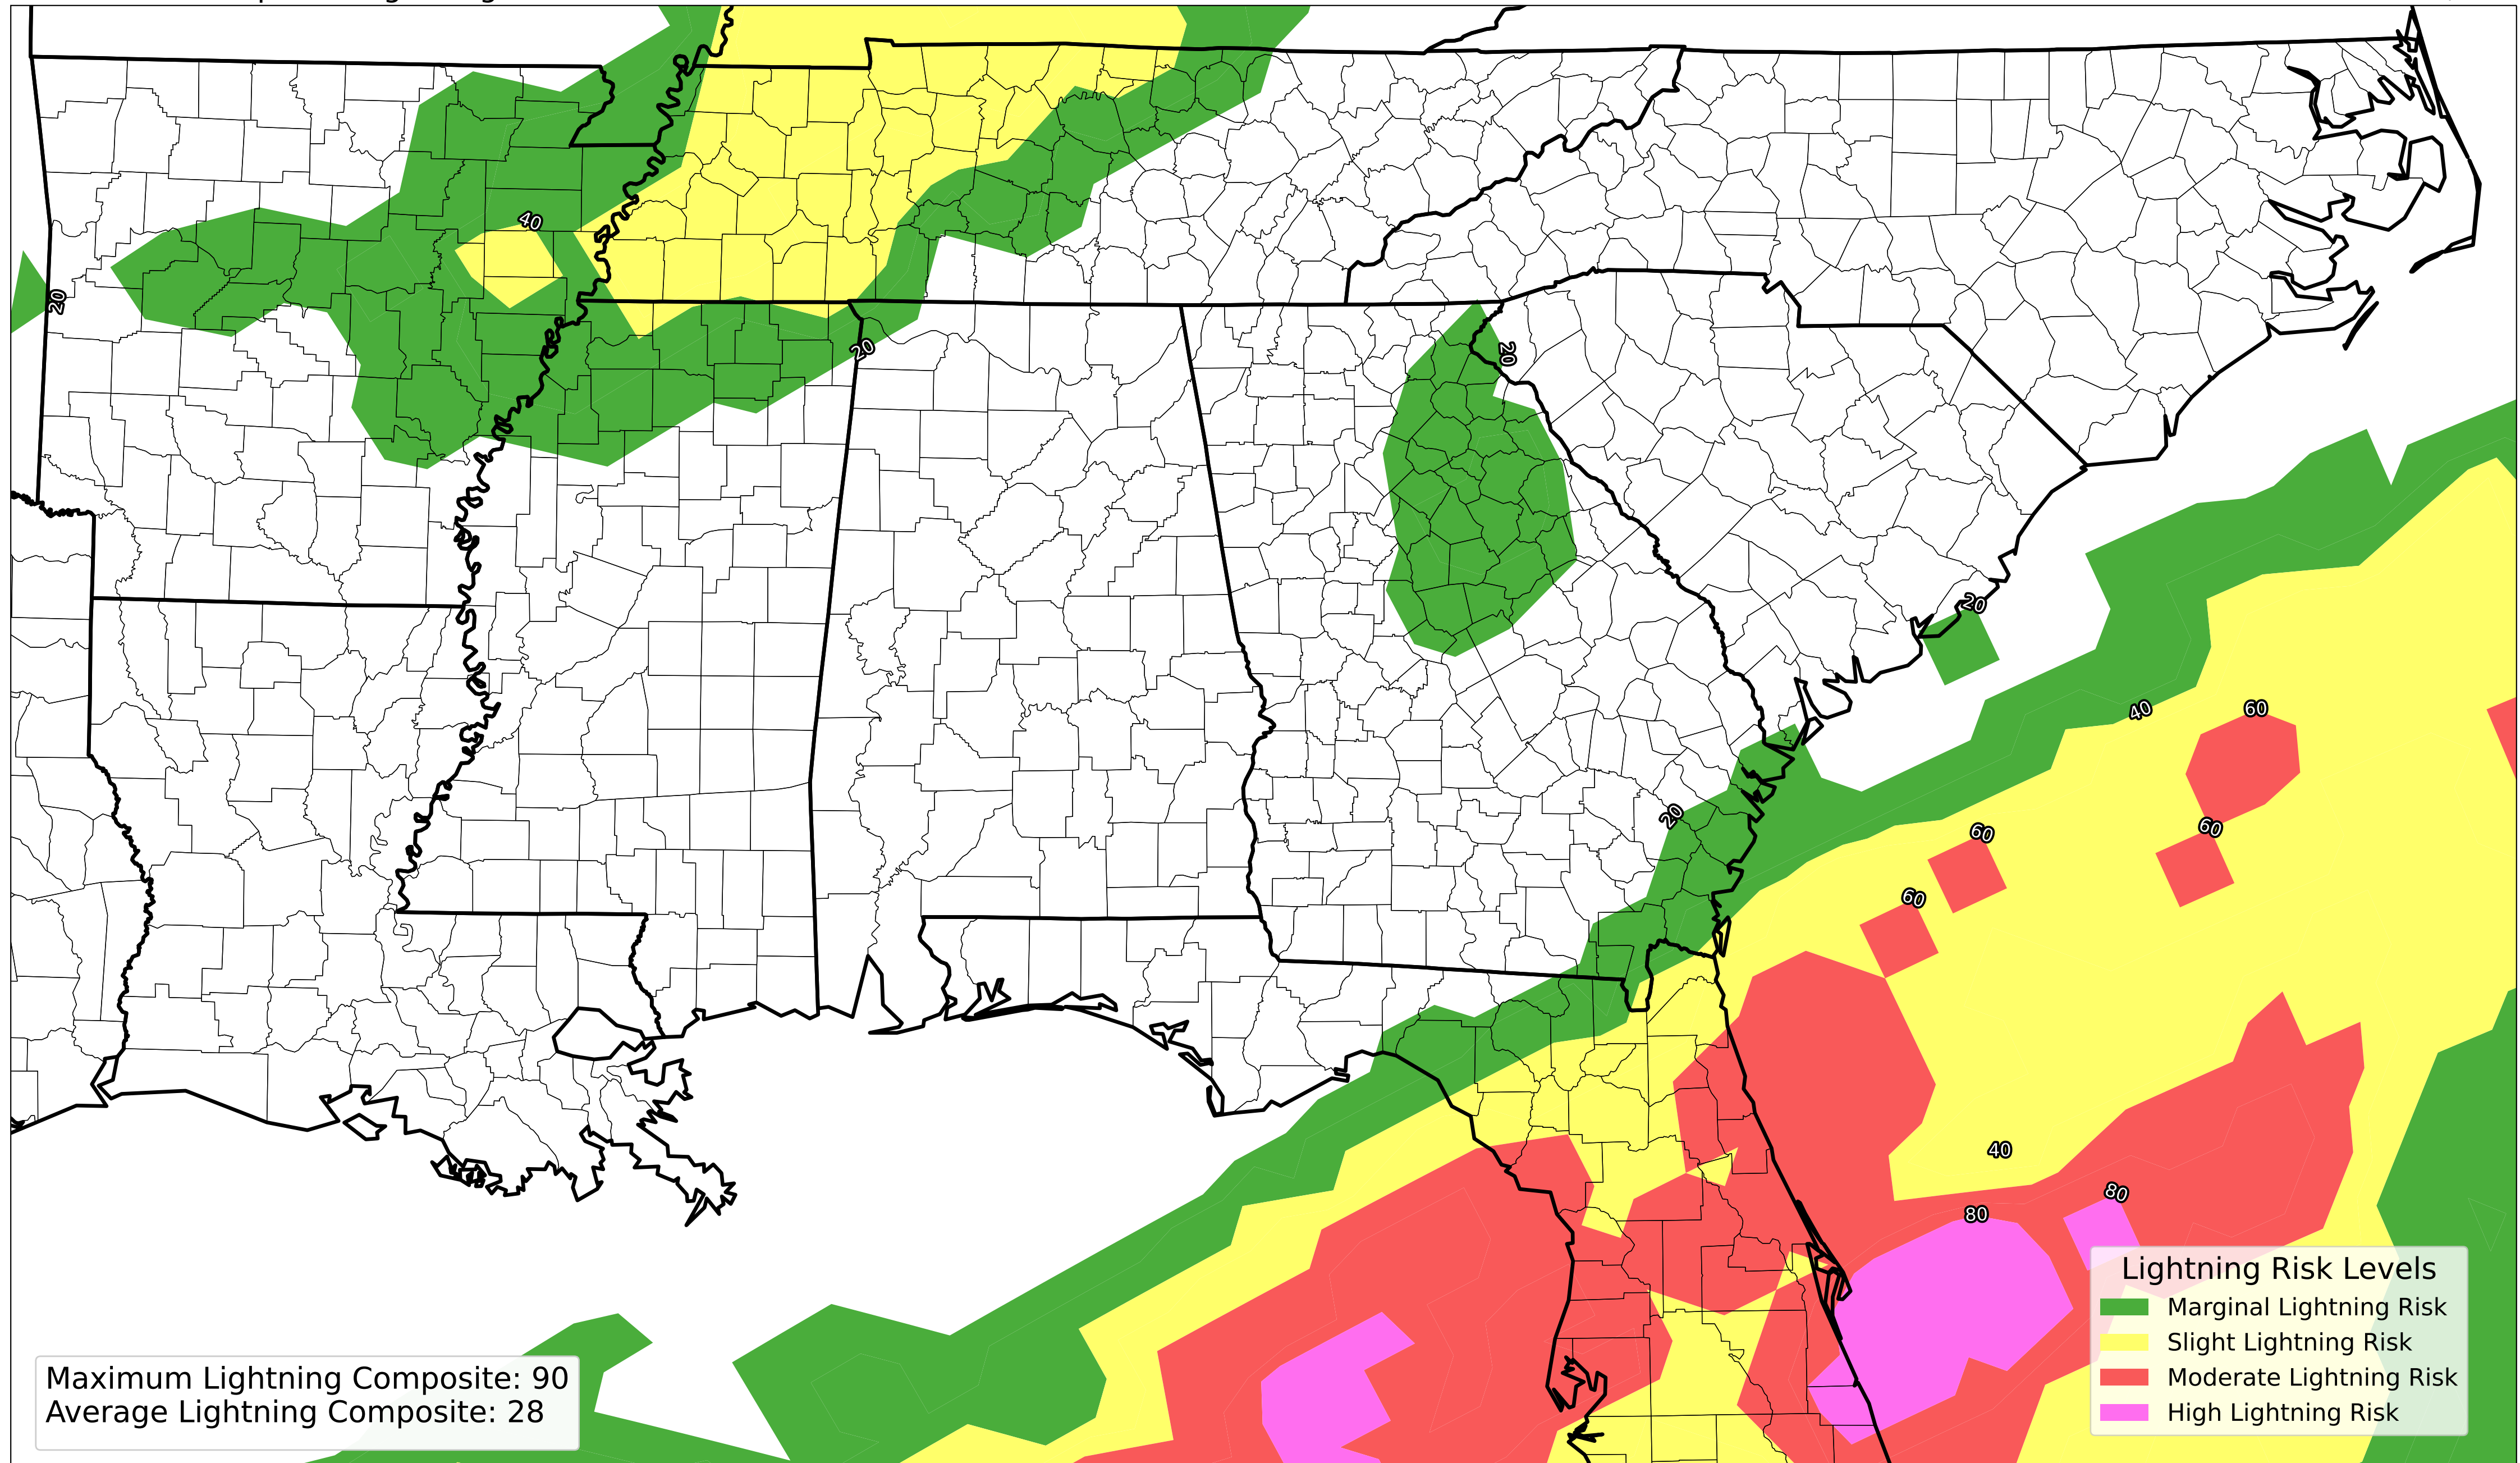 40
20
20
20
20
40
60
60
60
20
60
40
80
80
Lightning Risk Levels
Marginal Lightning Risk
Slight Lightning Risk
Moderate Lightning Risk
High Lightning Risk
Maximum Lightning Composite: 90
Average Lightning Composite: 28